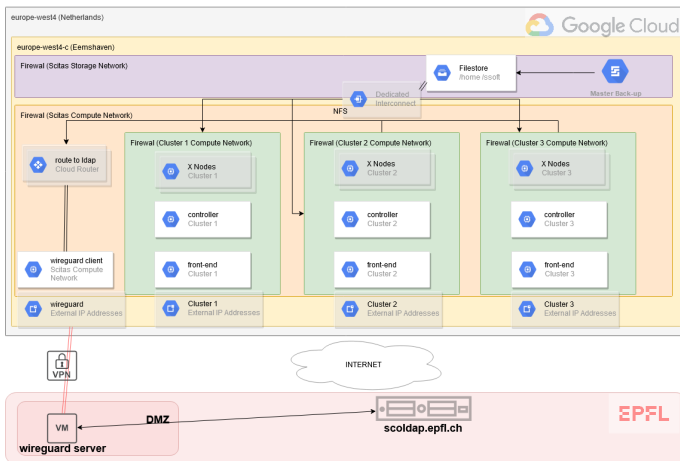 europe-west4 (Netherlands)
Google Cloud
europe-west4-c (Eemshaven)
Firewal (Scitas Storage Network)
Filestore
/home /ssoft
Master Back-up
Dedicated
Interconnect
NFS
Firewal (Scitas Compute Network)
Firewal (Cluster 1 Compute Network)
Firewal (Cluster 2 Compute Network)
Firewal (Cluster 3 Compute Network)
route to ldap
Cloud Router
X Nodes
Cluster 1
X Nodes
Cluster 2
X Nodes
Cluster 3
controller
Cluster 1
controller
Cluster 2
controller
Cluster 3
wireguard client
Scitas Compute
Network
front-end
Cluster 1
front-end
Cluster 2
front-end
Cluster 3
wireguard
External IP Addresses
Cluster 1
External IP Addresses
Cluster 2
External IP Addresses
Cluster 3
External IP Addresses
VPN
INTERNET
DMZ
VM
wireguard server
scoldap.epfl.ch
EPFL